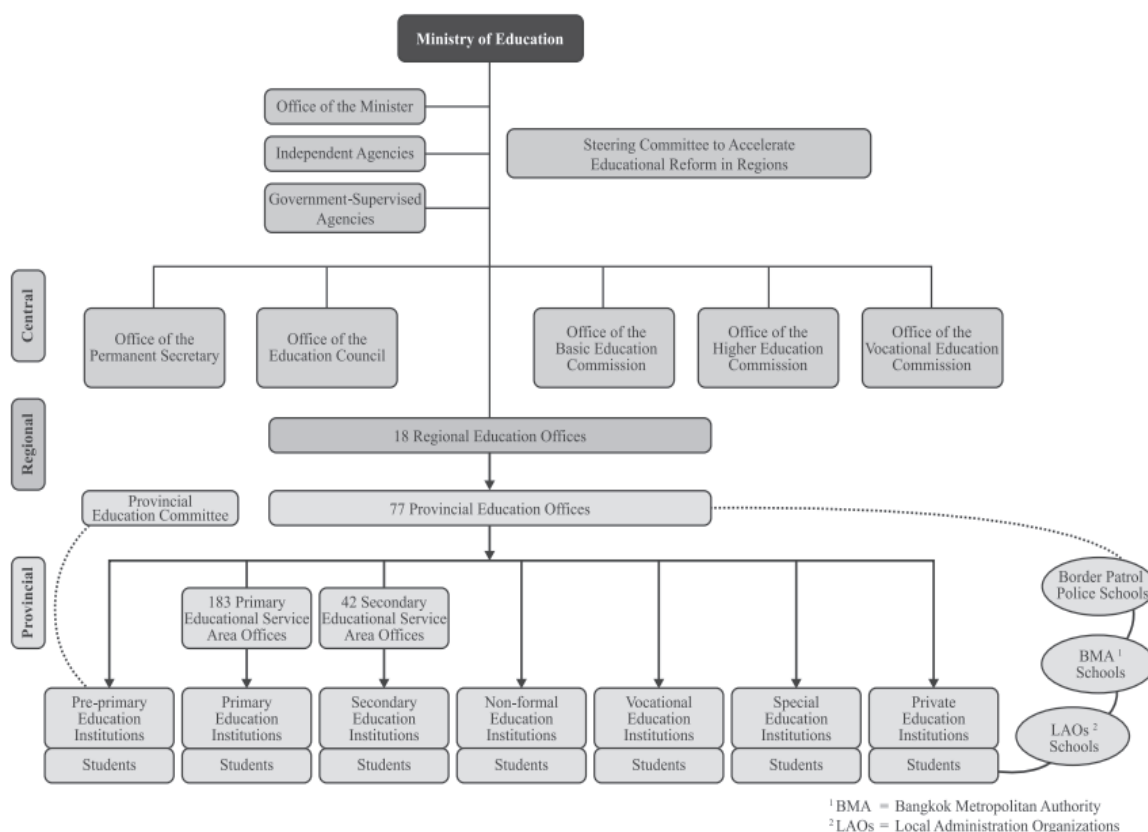 Ministry of Education
Office of the Minister
Independent Agencies
Government-Supervised
Agencies
Steering Committee to Accelerate
Educational Reform in Regions
Central
Office of the
Permanent Secretary
Office of the
Education Council
Office of the
Basic Education
Commission
Office of the
Higher Education
Commission
Office of the
Vocational Education
Commission
Regional
18 Regional Education Offices
Provincial
Education Committee
77 Provincial Education Offices
Provincial
183 Primary
Educational Service
Area Offices
42 Secondary
Educational Service
Area Offices
Border Patrol
Police Schools
BMA ¹
Schools
LAOs ²
Schools
Pre-primary
Education
Institutions
Primary
Education
Institutions
Secondary
Education
Institutions
Non-formal
Education
Institutions
Vocational
Education
Institutions
Special
Education
Institutions
Private
Education
Institutions
Students
Students
Students
Students
Students
Students
Students
¹ BMA = Bangkok Metropolitan Authority
² LAOs = Local Administration Organizations